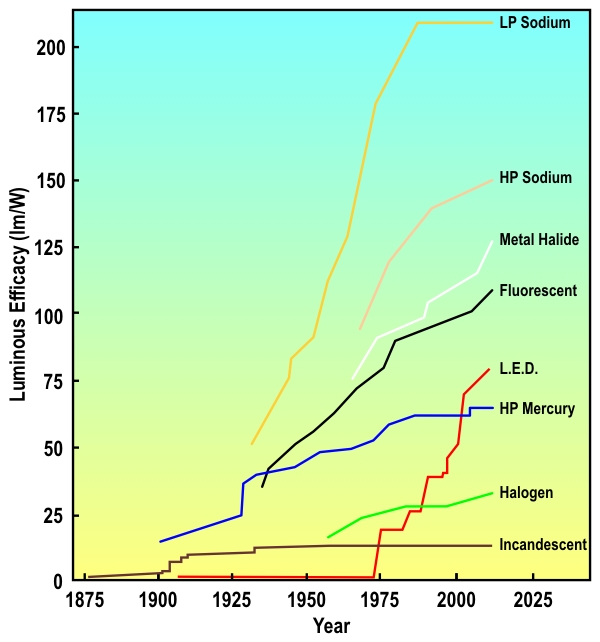 LP Sodium
200
175
HP Sodium
150
Metal Halide
125
Fluorescent
100
L.E.D.
75
HP Mercury
50
Halogen
25
Incandescent
0
Luminous Efficacy (lm/W)
1875 1900 1925 1950 1975 2000 2025
Year